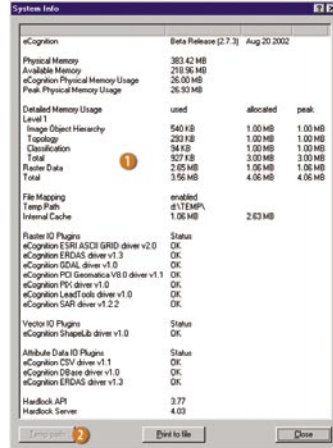 System Info
eCognition Beta Release [2.7.3] Aug 20 2002
Physical Memory 383.42 MB
Available Memory 218.96 MB
eCognition Physical Memory Usage 26.00 MB
Peak Physical Memory Usage 26.93 MB
Detailed Memory Usage used allocated peak
Level 1
Image Object Hierarchy 540 KB 1.00 MB 1.00 MB
Topology 293 KB 1.00 MB 1.00 MB
Classification 94 KB 1.00 MB 1.00 MB
Total 927 KB 3.00 MB 3.00 MB
Raster Data 2.65 MB 1.06 MB 1.06 MB
Total 3.56 MB 4.06 MB 4.06 MB
1
File Mapping enabled
Temp Path d:\TEMP\
Internal Cache 1.06 MB 2.63 MB
Raster IO Plugins Status
eCognition ESRI ASCII GRID driver v2.0 OK
eCognition ERDAS driver v1.3 OK
eCognition GDAL driver v1.0 OK
eCognition PCI Geomatica V8.0 driver v1.1 OK
eCognition PIX driver v1.0 OK
eCognition LeadTools driver v1.0 OK
eCognition SAR driver v1.2.2 OK
Vector IO Plugins Status
eCognition ShapeLib driver v1.0 OK
Attribute Data IO Plugins Status
eCognition CSV driver v1.1 OK
eCognition DBase driver v1.0 OK
eCognition ERDAS driver v1.3 OK
Hardlock API 3.77
Hardlock Server 4.03
Temp path 2 Print to file Close